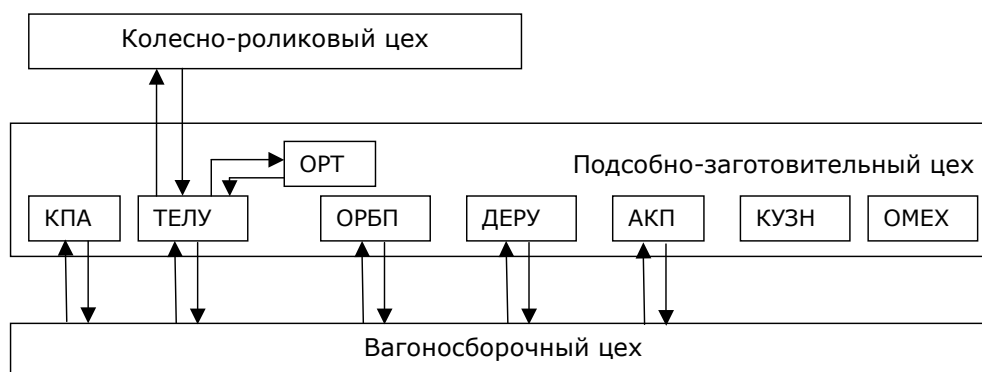 Колесно-роликовый цех
ОРТ
Подсобно-заготовительный цех
КПА
ТЕЛУ
ОРБП
ДЕРУ
АКП
КУЗН
ОМЕХ
Вагоносборочный цех